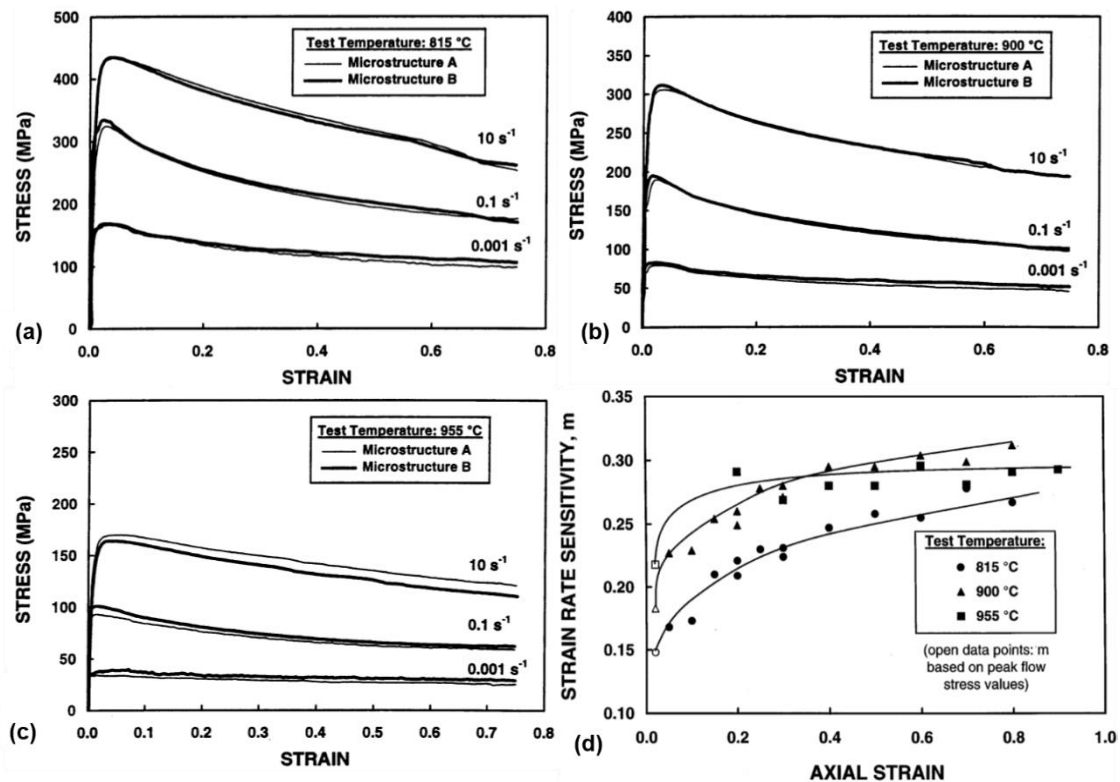 500
400
300
200
100
0
STRESS (MPa)
Test Temperature: 815 °C
Microstructure A
Microstructure B
10 s-1
0.1 s-1
0.001 s-1
(a)
0.0 0.2 0.4 0.6 0.8
STRAIN
400
350
300
250
200
150
100
50
0
STRESS (MPa)
Test Temperature: 900 °C
Microstructure A
Microstructure B
10 s-1
0.1 s-1
0.001 s-1
(b)
0.0 0.2 0.4 0.6 0.8
STRAIN
300
250
200
150
100
50
0
STRESS (MPa)
Test Temperature: 955 °C
Microstructure A
Microstructure B
10 s-1
0.1 s-1
0.001 s-1
(c)
0.0 0.1 0.2 0.3 0.4 0.5 0.6 0.7 0.8
STRAIN
0.35
0.30
0.25
0.20
0.15
0.10
STRAIN RATE SENSITIVITY, m
Test Temperature:
815 °C
900 °C
955 °C
(open data points: m
based on peak flow
stress values)
(d)
0.0 0.2 0.4 0.6 0.8 1.0
AXIAL STRAIN